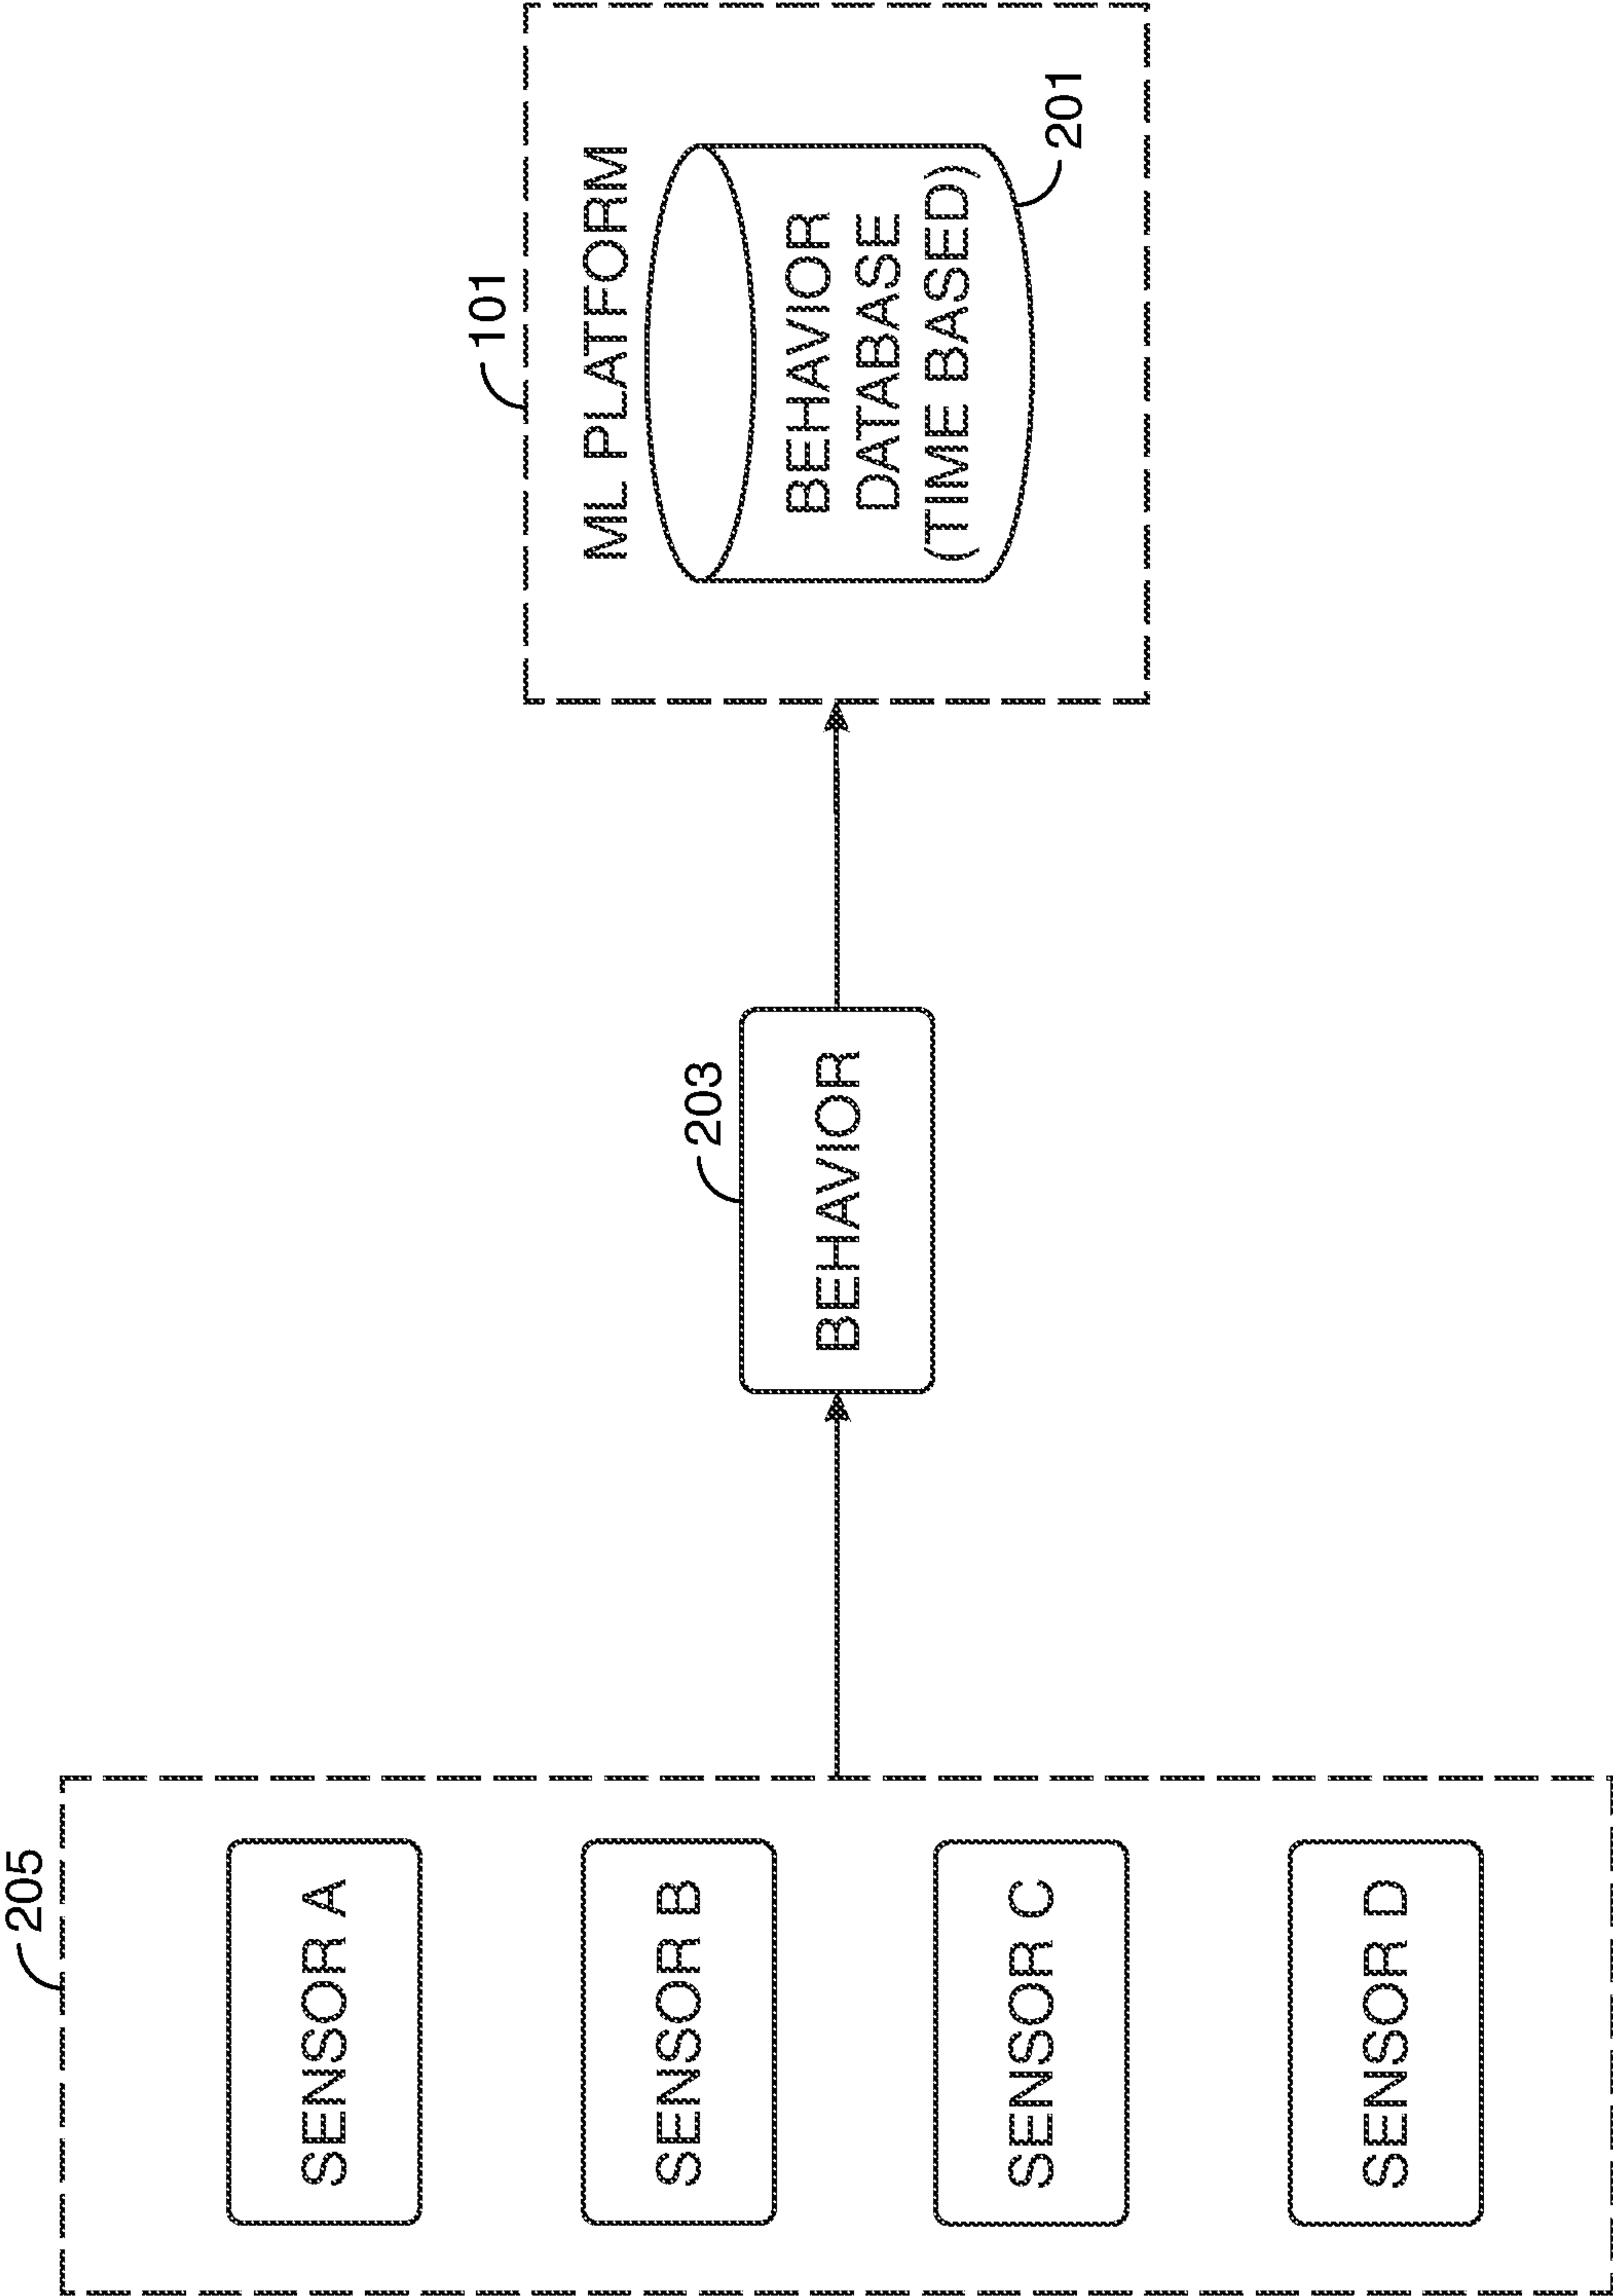 205
SENSOR A
SENSOR B
SENSOR C
SENSOR D
203
BEHAVIOR
101
ML PLATFORM
BEHAVIOR
DATABASE
(TIME BASED)
201